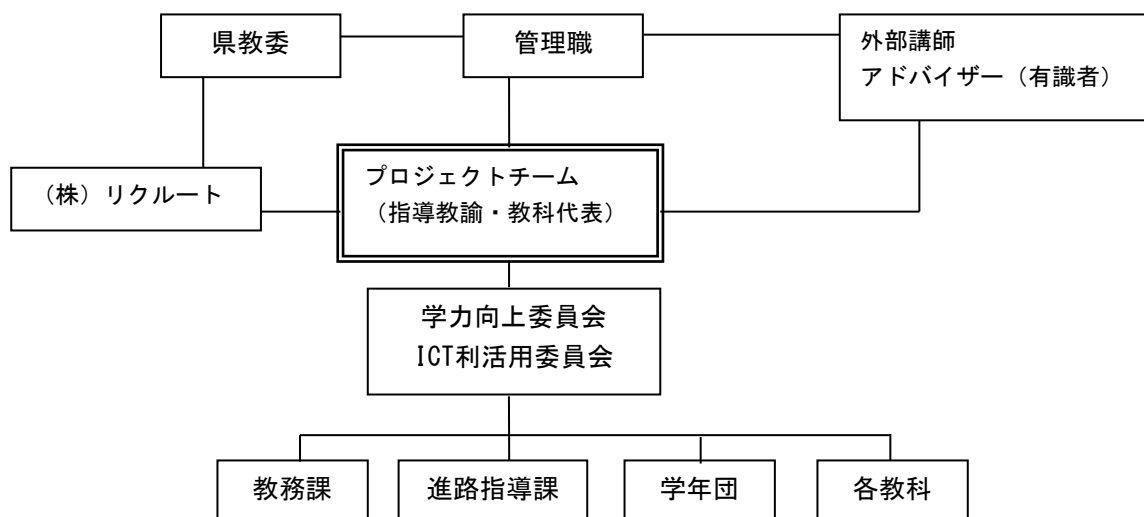 県教委
管理職
外部講師
アドバイザー（有識者）
（株）リクルート
プロジェクトチーム
（指導教諭・教科代表）
学力向上委員会
ICT利活用委員会
教務課
進路指導課
学年団
各教科